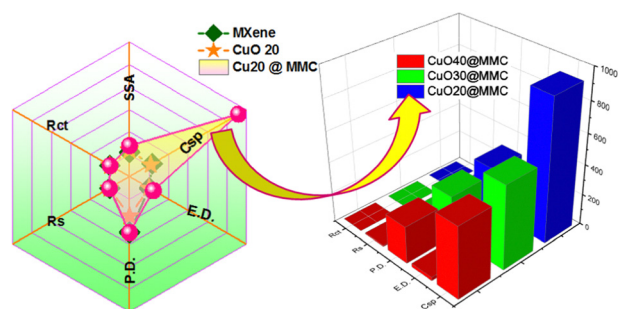 MXene
CuO 20
Cu20 @ MMC
SSA
Rct
Csp
Rs
E.D.
P.D.
CuO40@MMC
CuO30@MMC
CuO20@MMC
1000
800
600
400
200
0
Rct
Rs
P.D.
E.D.
Csp